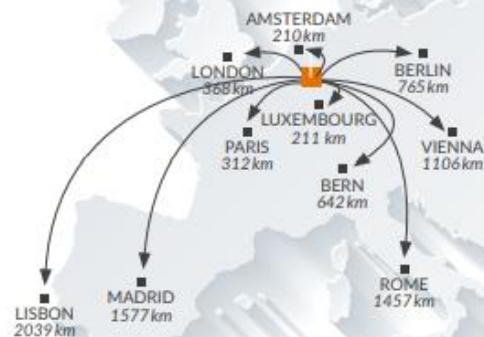 AMSTERDAM
210 km
LONDON
368 km
BERLIN
765 km
LUXEMBOURG
211 km
PARIS
312 km
VIENNA
1106 km
BERN
642 km
ROME
1457 km
MADRID
1577 km
LISBON
2039 km